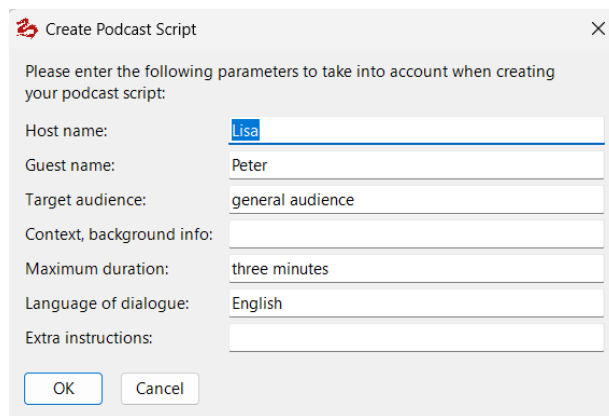 Create Podcast Script
Please enter the following parameters to take into account when creating
your podcast script:
Host name: Lisa
Guest name: Peter
Target audience: general audience
Context, background info:
Maximum duration: three minutes
Language of dialogue: English
Extra instructions:
OK Cancel